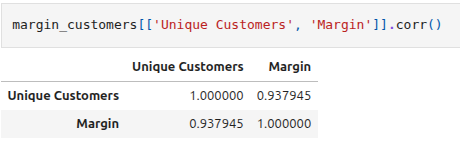 margin_customers[['Unique Customers', 'Margin']].corr()
Unique Customers Margin
Unique Customers 1.000000 0.937945
Margin 0.937945 1.000000